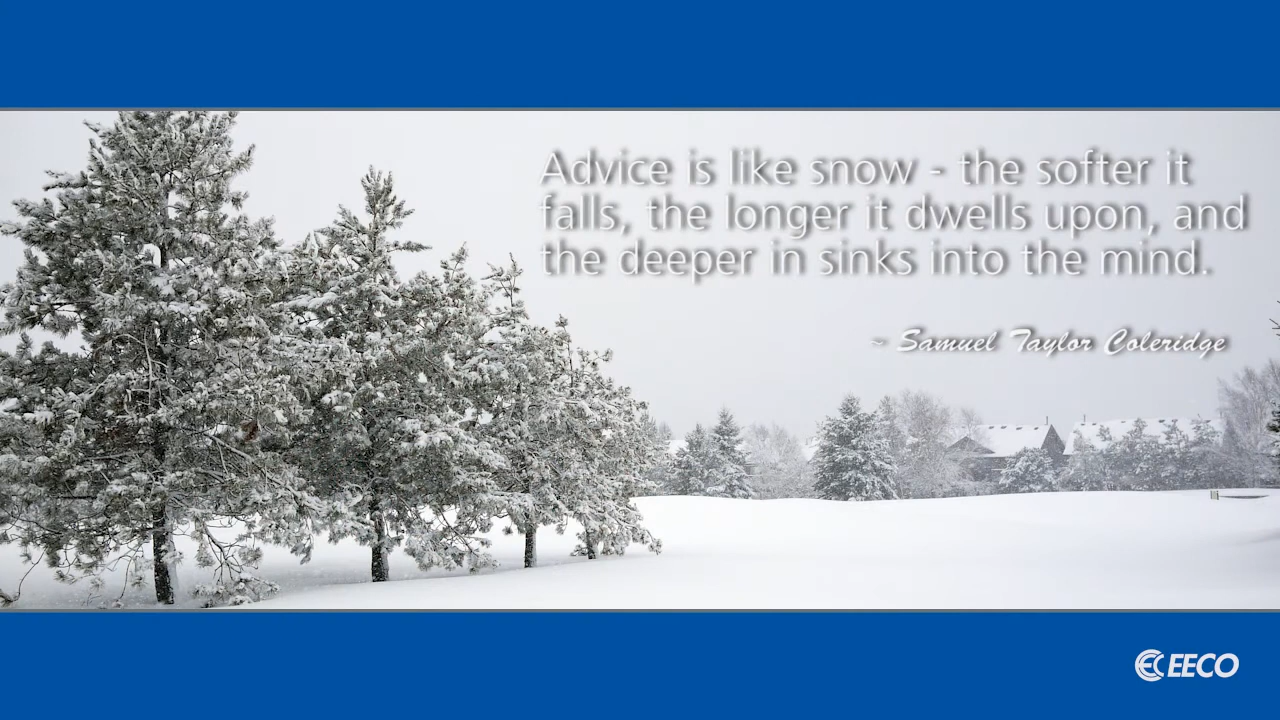 Advice is like snow - the softer it
falls, the longer it dwells upon, and
the deeper in sinks into the mind.
~ Samuel Taylor Coleridge
EECO